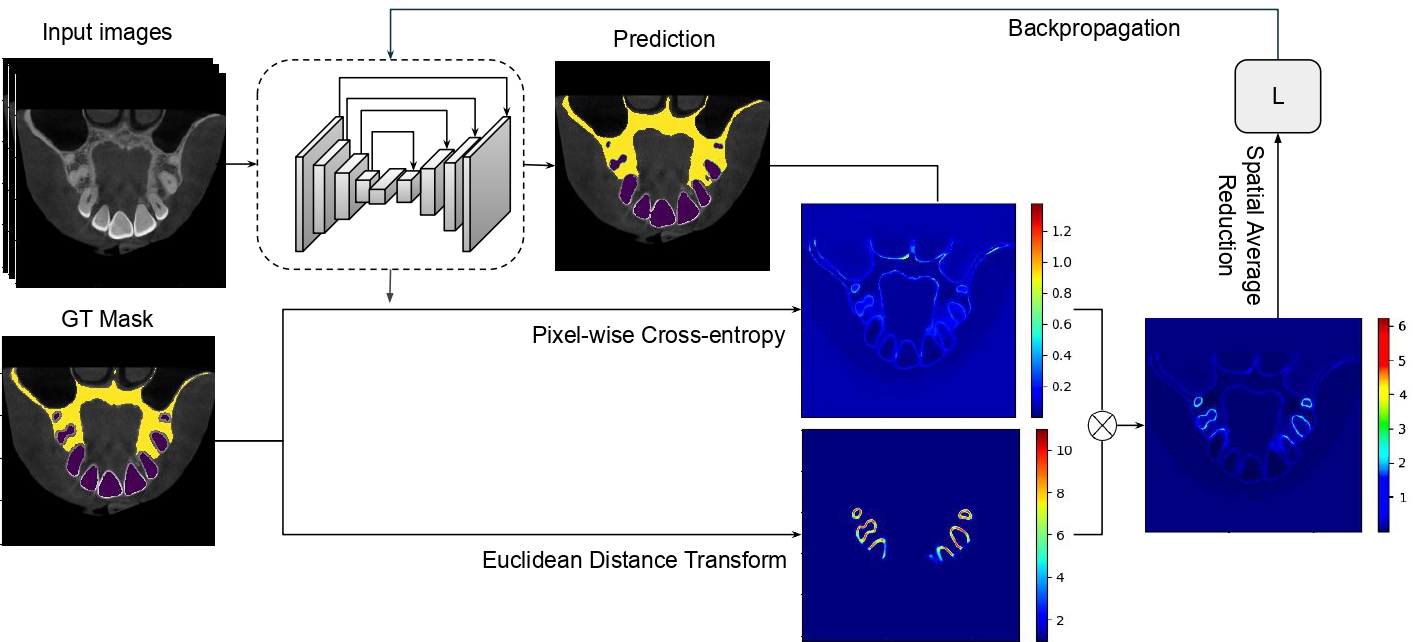 Input images
Prediction
Backpropagation
L
Spatial Average
Reduction
GT Mask
Pixel-wise Cross-entropy
1.2
1.0
0.8
0.6
0.4
0.2
Euclidean Distance Transform
10
8
6
4
2
6
5
4
3
2
1